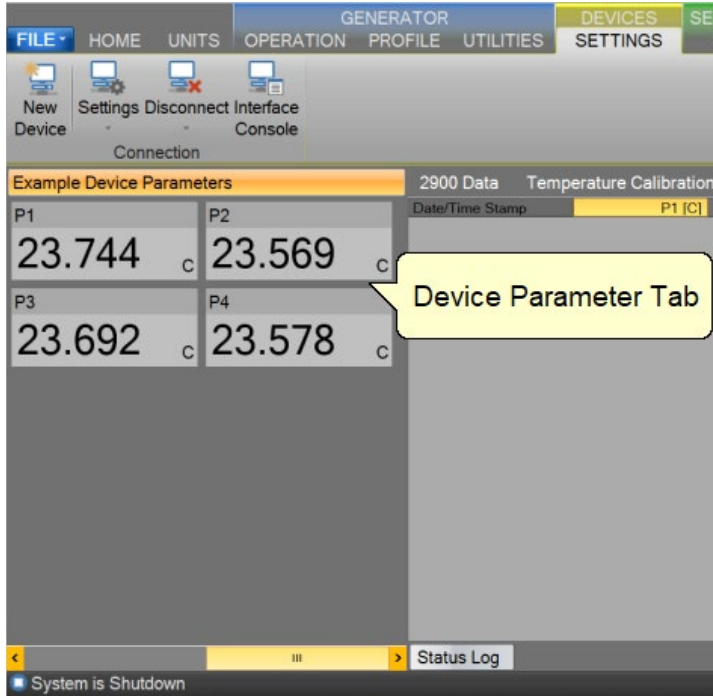 GENERATOR DEVICES SE
FILE HOME UNITS OPERATION PROFILE UTILITIES SETTINGS
New Device
Settings
Disconnect
Interface Console
Connection
Example Device Parameters
2900 Data Temperature Calibration
Date/Time Stamp P1 [C]
P1
23.744 C
P2
23.569 C
P3
23.692 C
P4
23.578 C
Device Parameter Tab
Status Log
System is Shutdown